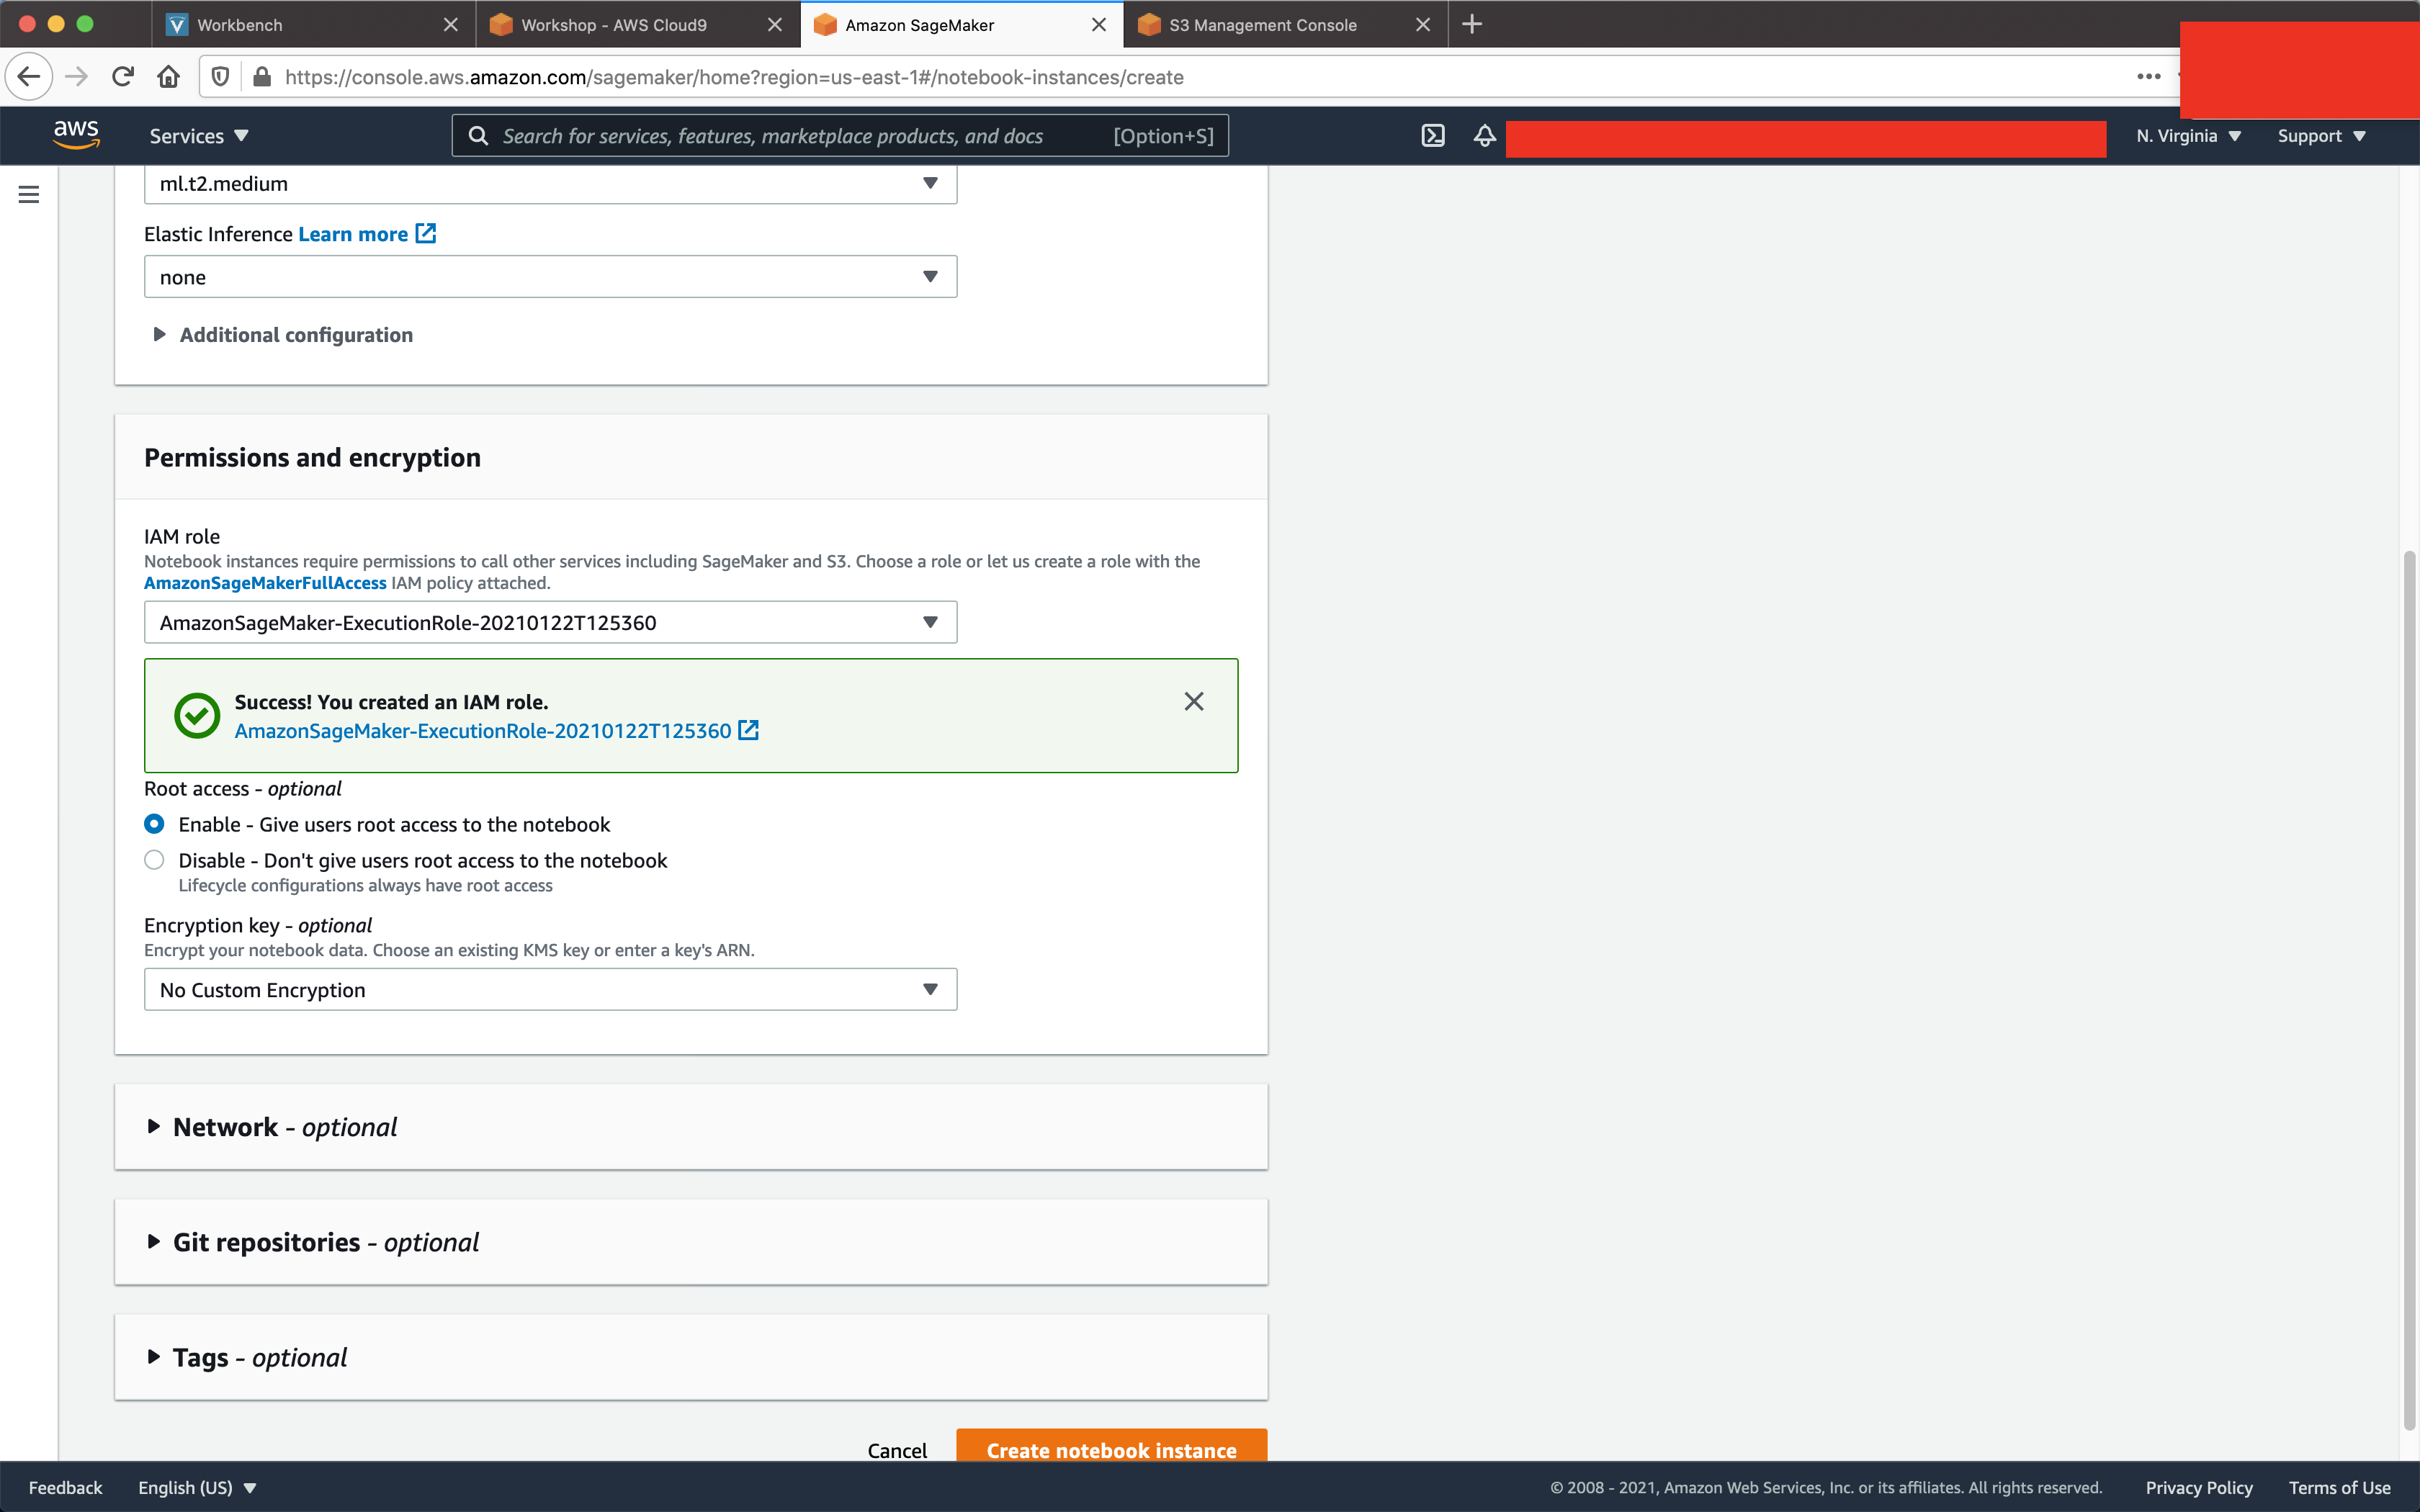 Workbench
Workshop - AWS Cloud9
Amazon SageMaker
S3 Management Console
https://console.aws.amazon.com/sagemaker/home?region=us-east-1#/notebook-instances/create
aws
Services
Search for services, features, marketplace products, and docs
[Option+S]
N. Virginia
Support
ml.t2.medium
Elastic Inference Learn more
none
Additional configuration
Permissions and encryption
IAM role
Notebook instances require permissions to call other services including SageMaker and S3. Choose a role or let us create a role with the
AmazonSageMakerFullAccess IAM policy attached.
AmazonSageMaker-ExecutionRole-20210122T125360
Success! You created an IAM role.
AmazonSageMaker-ExecutionRole-20210122T125360
Root access - optional
Enable - Give users root access to the notebook
Disable - Don't give users root access to the notebook
Lifecycle configurations always have root access
Encryption key - optional
Encrypt your notebook data. Choose an existing KMS key or enter a key's ARN.
No Custom Encryption
Network - optional
Git repositories - optional
Tags - optional
Cancel
Create notebook instance
Feedback
English (US)
© 2008 - 2021, Amazon Web Services, Inc. or its affiliates. All rights reserved.
Privacy Policy
Terms of Use